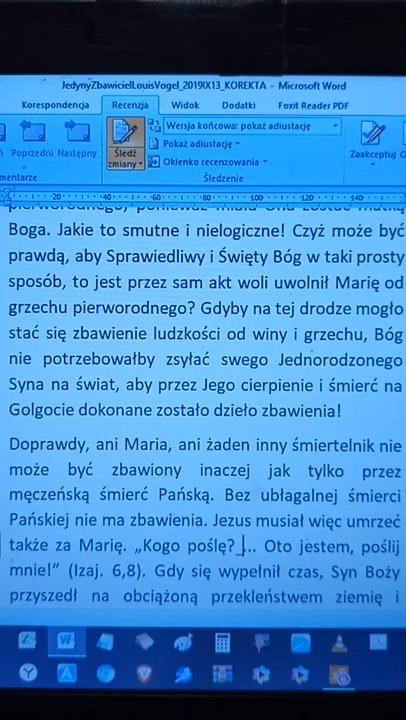 JedynyZbawicielLouisVogel_2019IX13_KOREKTA - Microsoft Word
Korespondencja Recenzja Widok Dodatki Foxit Reader PDF
Poprzedni Następny
mentarze
Śledź zmiany
Wersja końcowa: pokaż adiustację
Pokaż adiustację
Okienko recenzowania
Śledzenie
Zaakceptuj
20 40 60 80 100 120 140
Boga. Jakie to smutne i nielogiczne! Czyż może być
prawdą, aby Sprawiedliwy i Święty Bóg w taki prosty
sposób, to jest przez sam akt woli uwolnił Marię od
grzechu pierworodnego? Gdyby na tej drodze mogło
stać się zbawienie ludzkości od winy i grzechu, Bóg
nie potrzebowałby zsyłać swego Jednorodzonego
Syna na świat, aby przez Jego cierpienie i śmierć na
Golgocie dokonane zostało dzieło zbawienia!
Doprawdy, ani Maria, ani żaden inny śmiertelnik nie
może być zbawiony inaczej jak tylko przez
męczeńską śmierć Pańską. Bez ubłagalnej śmierci
Pańskiej nie ma zbawienia. Jezus musiał więc umrzeć
także za Marię. „Kogo poślę?... Oto jestem, poślij
mnie!” (Izaj. 6,8). Gdy się wypełnił czas, Syn Boży
przyszedł na obciążoną przekleństwem ziemię i